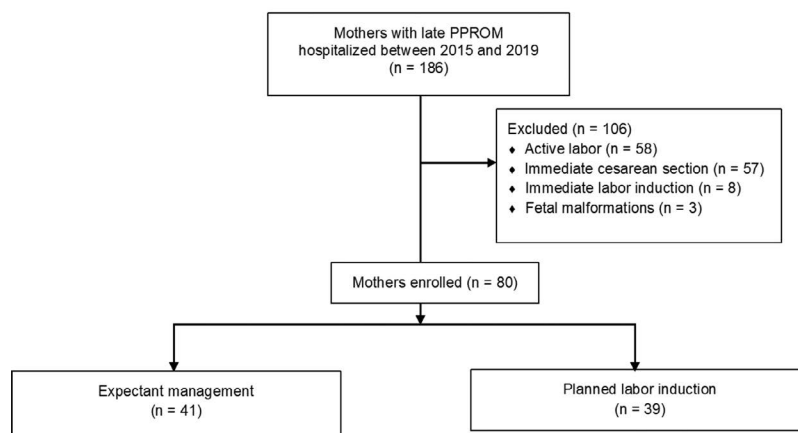 Mothers with late PPROM
hospitalized between 2015 and 2019
(n = 186)
Excluded (n = 106)
♦ Active labor (n = 58)
♦ Immediate cesarean section (n = 57)
♦ Immediate labor induction (n = 8)
♦ Fetal malformations (n = 3)
Mothers enrolled (n = 80)
Expectant management
(n = 41)
Planned labor induction
(n = 39)